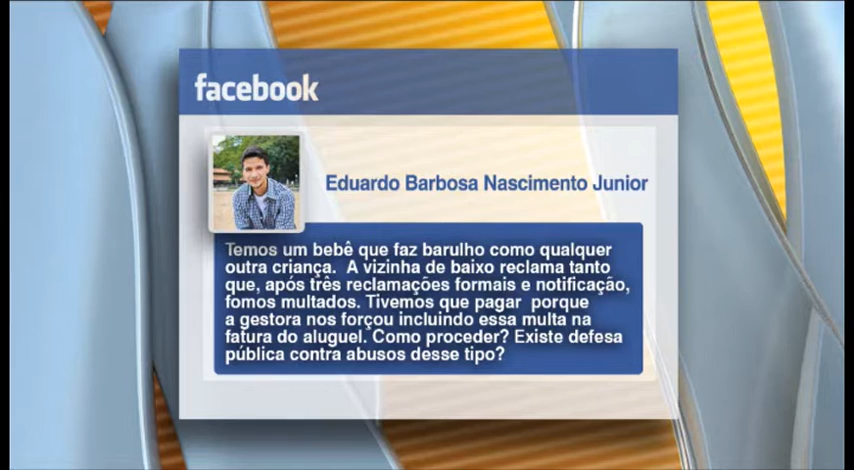 facebook
Eduardo Barbosa Nascimento Junior
Temos um bebê que faz barulho como qualquer
outra criança. A vizinha de baixo reclama tanto
que, após três reclamações formais e notificação,
fomos multados. Tivemos que pagar porque
a gestora nos forçou incluindo essa multa na
fatura do aluguel. Como proceder? Existe defesa
pública contra abusos desse tipo?